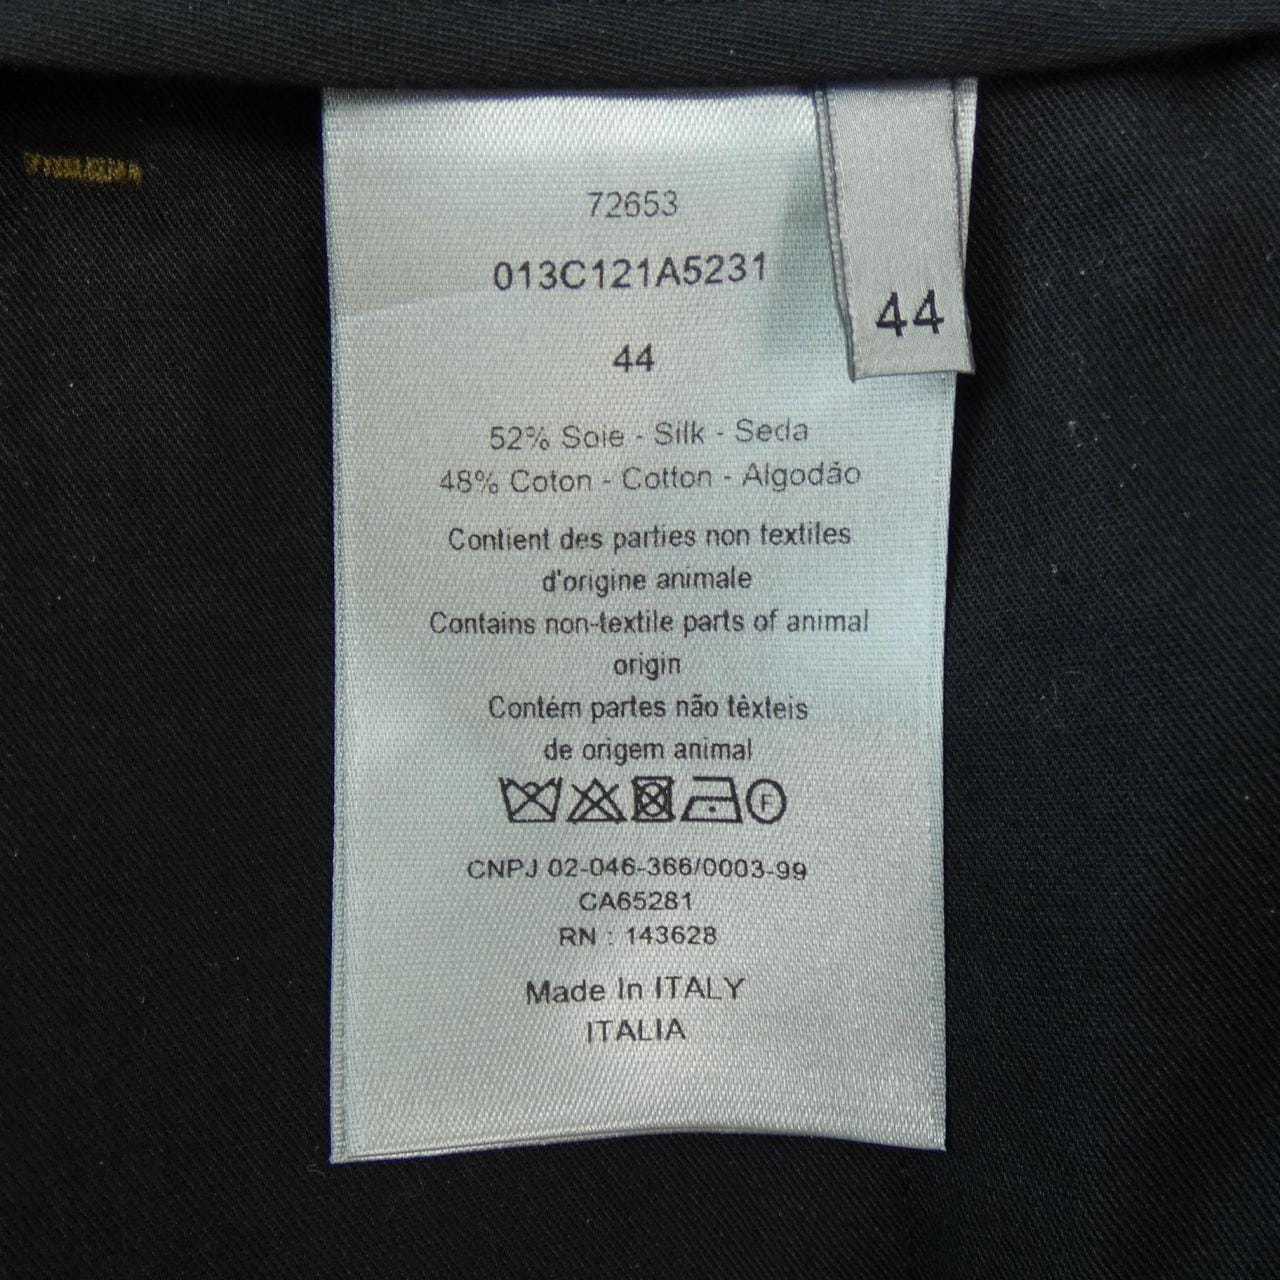 72653
013C121A5231
44
44
52% Soie - Silk - Seda
48% Coton - Cotton - Algodão
Contient des parties non textiles
d'origine animale
Contains non-textile parts of animal
origin
Contém partes não têxteis
de origem animal
F
CNPJ 02-046-366/0003-99
CA65281
RN : 143628
Made In ITALY
ITALIA